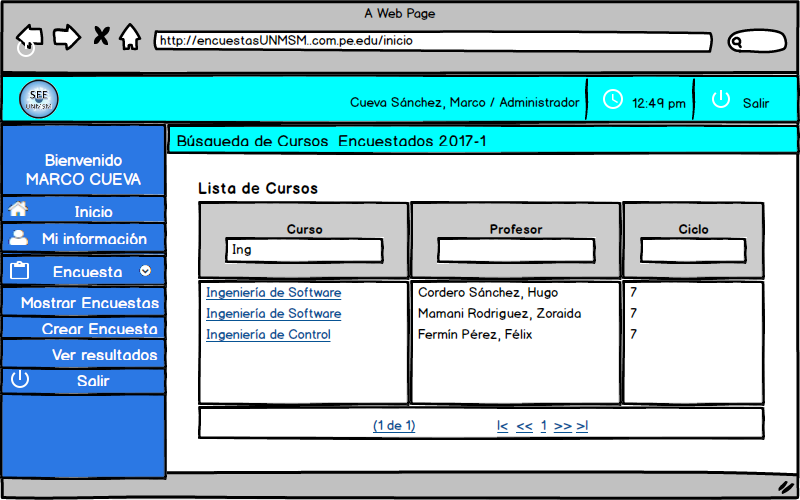 A Web Page
http://encuestasUNMSM..com.pe.edu/inicio
SEE
UNMSM
Cueva Sánchez, Marco / Administrador
12:49 pm
Salir
Bienvenido
MARCO CUEVA
Inicio
Mi información
Encuesta
Mostrar Encuestas
Crear Encuesta
Ver resultados
Salir
Búsqueda de Cursos Encuestados 2017-1
Lista de Cursos
Curso Profesor Ciclo
Ing
Ingeniería de Software Cordero Sánchez, Hugo 7
Ingeniería de Software Mamani Rodriguez, Zoraida 7
Ingeniería de Control Fermín Pérez, Félix 7
(1 de 1) |< << 1 >> >|